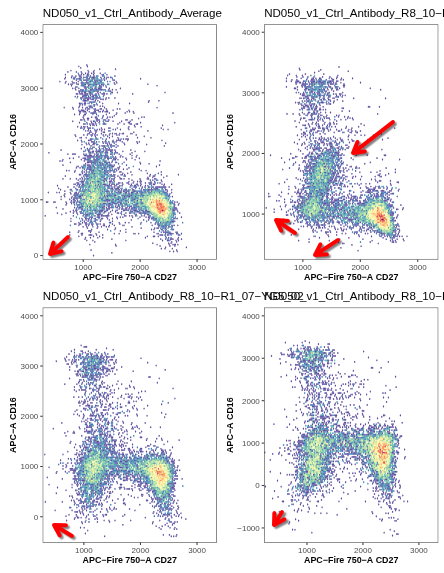 ND050_v1_Ctrl_Antibody_Average
ND050_v1_Ctrl_Antibody_R8_10−
APC−A CD16
4000
3000
2000
1000
0
1000
2000
3000
APC−Fire 750−A CD27
APC−A CD16
4000
3000
2000
1000
1000
2000
3000
APC−Fire 750−A CD27
ND050_v1_Ctrl_Antibody_R8_10−R1_07−
_v1_Ctrl_Antibody_R8_10−
APC−A CD16
4000
3000
2000
1000
0
1000
2000
3000
APC−Fire 750−A CD27
APC−A CD16
4000
3000
2000
1000
0
−1000
1000
2000
3000
APC−Fire 750−A CD27